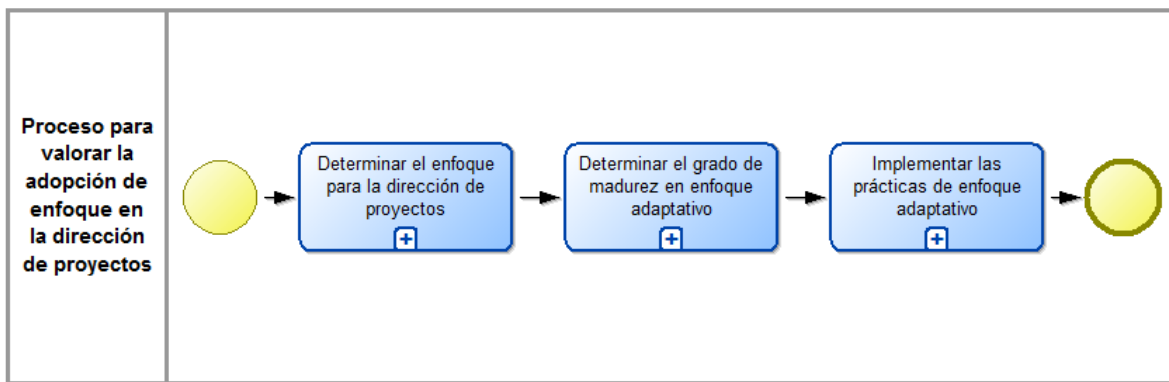 Proceso para
valorar la
adopción de
enfoque en
la dirección
de proyectos
Determinar el enfoque
para la dirección de
proyectos
Determinar el grado de
madurez en enfoque
adaptativo
Implementar las
prácticas de enfoque
adaptativo